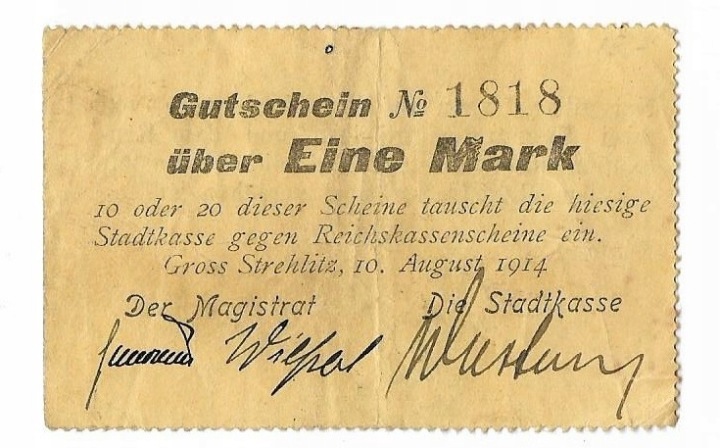 Gutschein № 1818
über Eine Mark
10 oder 20 dieser Scheine tauscht die hiesige
Stadtkasse gegen Reichskassenscheine ein.
Gross Strehlitz, 10. August 1914
Der Magistrat Die Stadtkasse